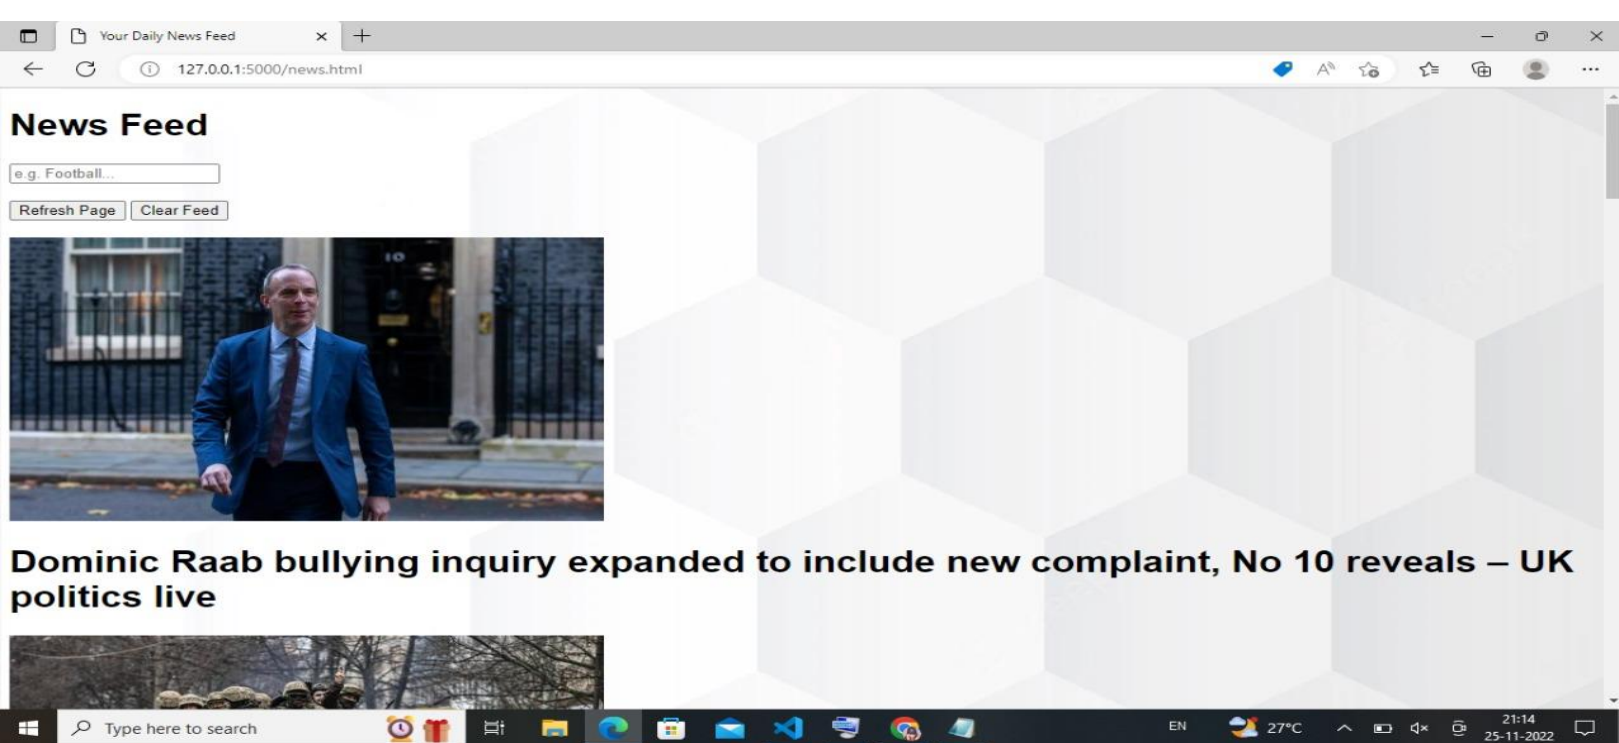 Your Daily News Feed
127.0.0.1:5000/news.html
News Feed
e.g. Football...
Refresh Page Clear Feed
10
Dominic Raab bullying inquiry expanded to include new complaint, No 10 reveals – UK
politics live
Type here to search
EN 27°C 21:14
25-11-2022